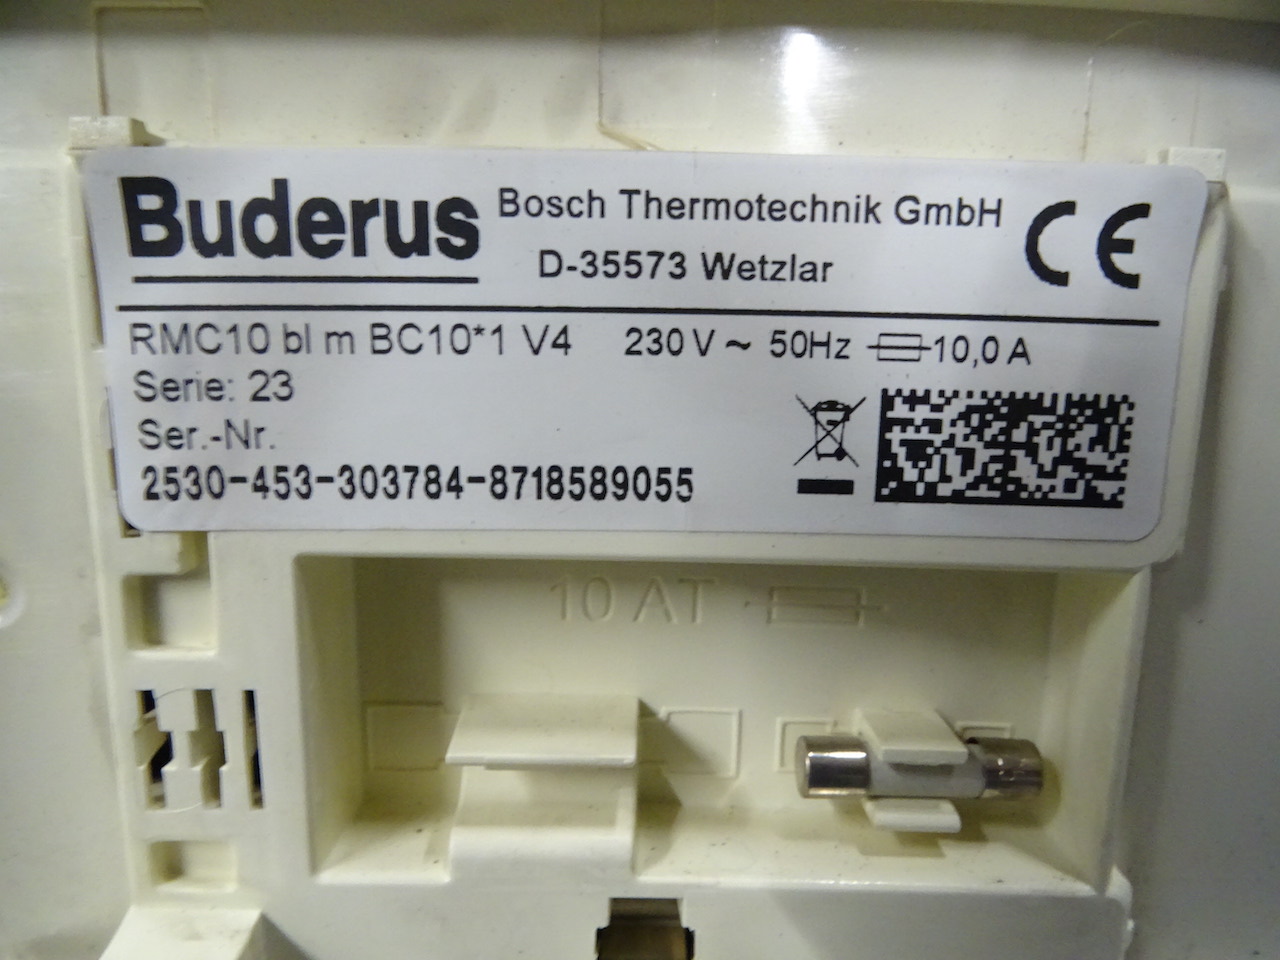 Buderus Bosch Thermotechnik GmbH CE
D-35573 Wetzlar
RMC10 bl m BC10*1 V4 230 V ~ 50Hz 10,0 A
Serie: 23
Ser.-Nr.
2530-453-303784-8718589055
10 AT